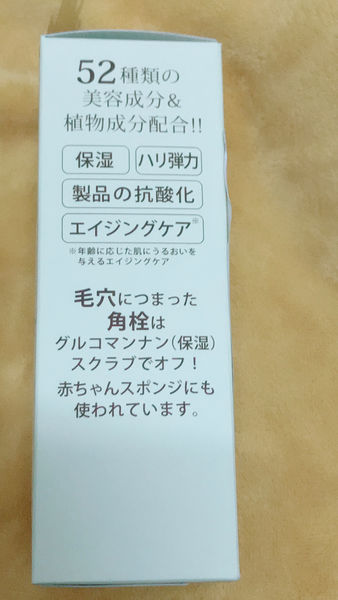 52種類の
美容成分&
植物成分配合!!
保湿 ハリ弾力
製品の抗酸化
エイジングケア※
※年齢に応じた肌にうるおいを
与えるエイジングケア
毛穴につまった
角栓は
グルコマンナン(保湿)
スクラブでオフ!
赤ちゃんスポンジにも
使われています。